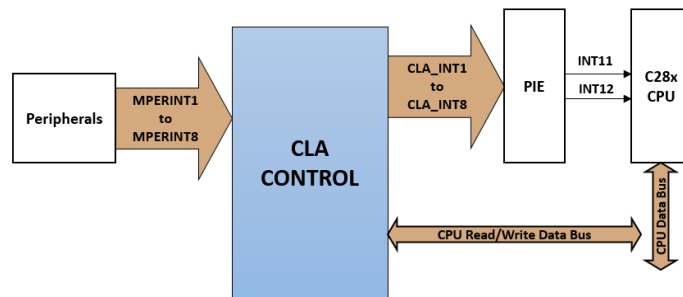 Peripherals
MPERINT1
to
MPERINT8
CLA
CONTROL
CLA_INT1
to
CLA_INT8
PIE
INT11
INT12
C28x
CPU
CPU Read/Write Data Bus
CPU Data Bus